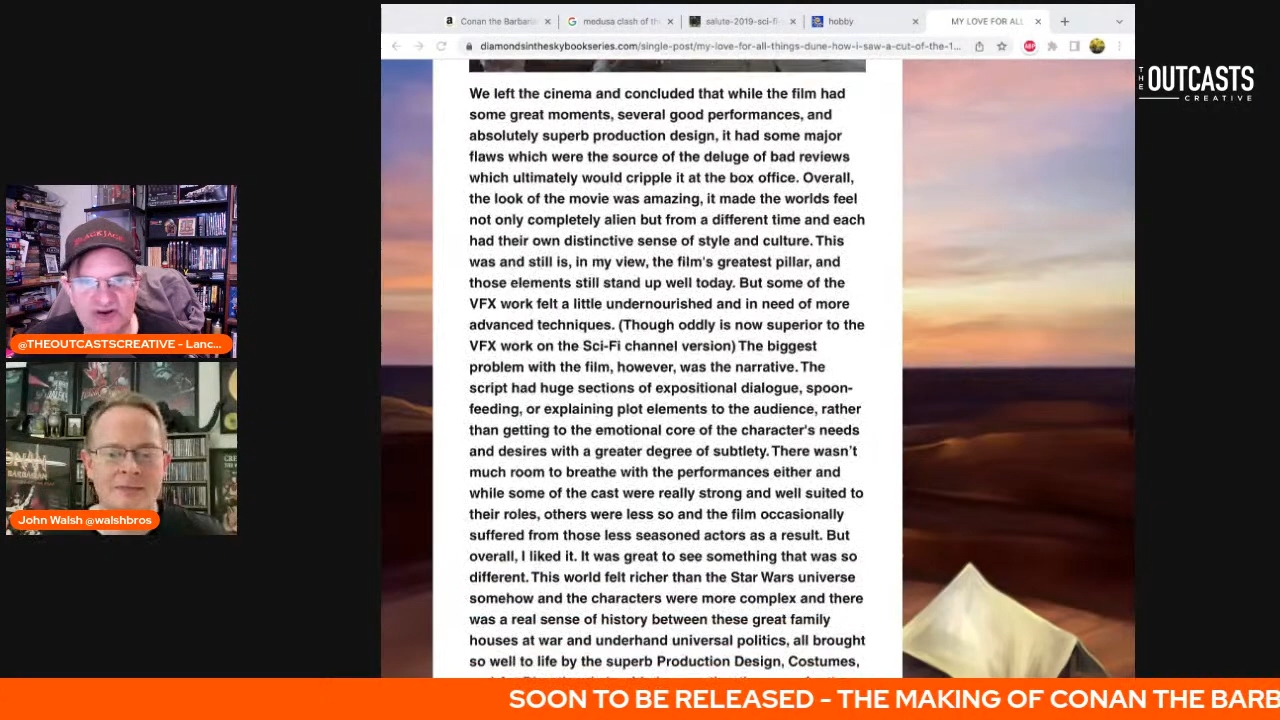 Conan the Barbari
medusa clash of th
salute-2019-sci-fi
hobby
MY LOVE FOR ALL
diamondsintheskybookseries.com/single-post/my-love-for-all-things-dune-how-i-saw-a-cut-of-the-1...
ABP
THE OUTCASTS
CREATIVE
We left the cinema and concluded that while the film had
some great moments, several good performances, and
absolutely superb production design, it had some major
flaws which were the source of the deluge of bad reviews
which ultimately would cripple it at the box office. Overall,
the look of the movie was amazing, it made the worlds feel
not only completely alien but from a different time and each
had their own distinctive sense of style and culture. This
was and still is, in my view, the film's greatest pillar, and
those elements still stand up well today. But some of the
VFX work felt a little undernourished and in need of more
advanced techniques. (Though oddly is now superior to the
VFX work on the Sci-Fi channel version) The biggest
problem with the film, however, was the narrative. The
script had huge sections of expositional dialogue, spoon-
feeding, or explaining plot elements to the audience, rather
than getting to the emotional core of the character's needs
and desires with a greater degree of subtlety. There wasn't
much room to breathe with the performances either and
while some of the cast were really strong and well suited to
their roles, others were less so and the film occasionally
suffered from those less seasoned actors as a result. But
overall, I liked it. It was great to see something that was so
different. This world felt richer than the Star Wars universe
somehow and the characters were more complex and there
was a real sense of history between these great family
houses at war and underhand universal politics, all brought
so well to life by the superb Production Design, Costumes,
@THEOUTCASTSCREATIVE - Lanc...
John Walsh @walshbros
SOON TO BE RELEASED - THE MAKING OF CONAN THE BARB